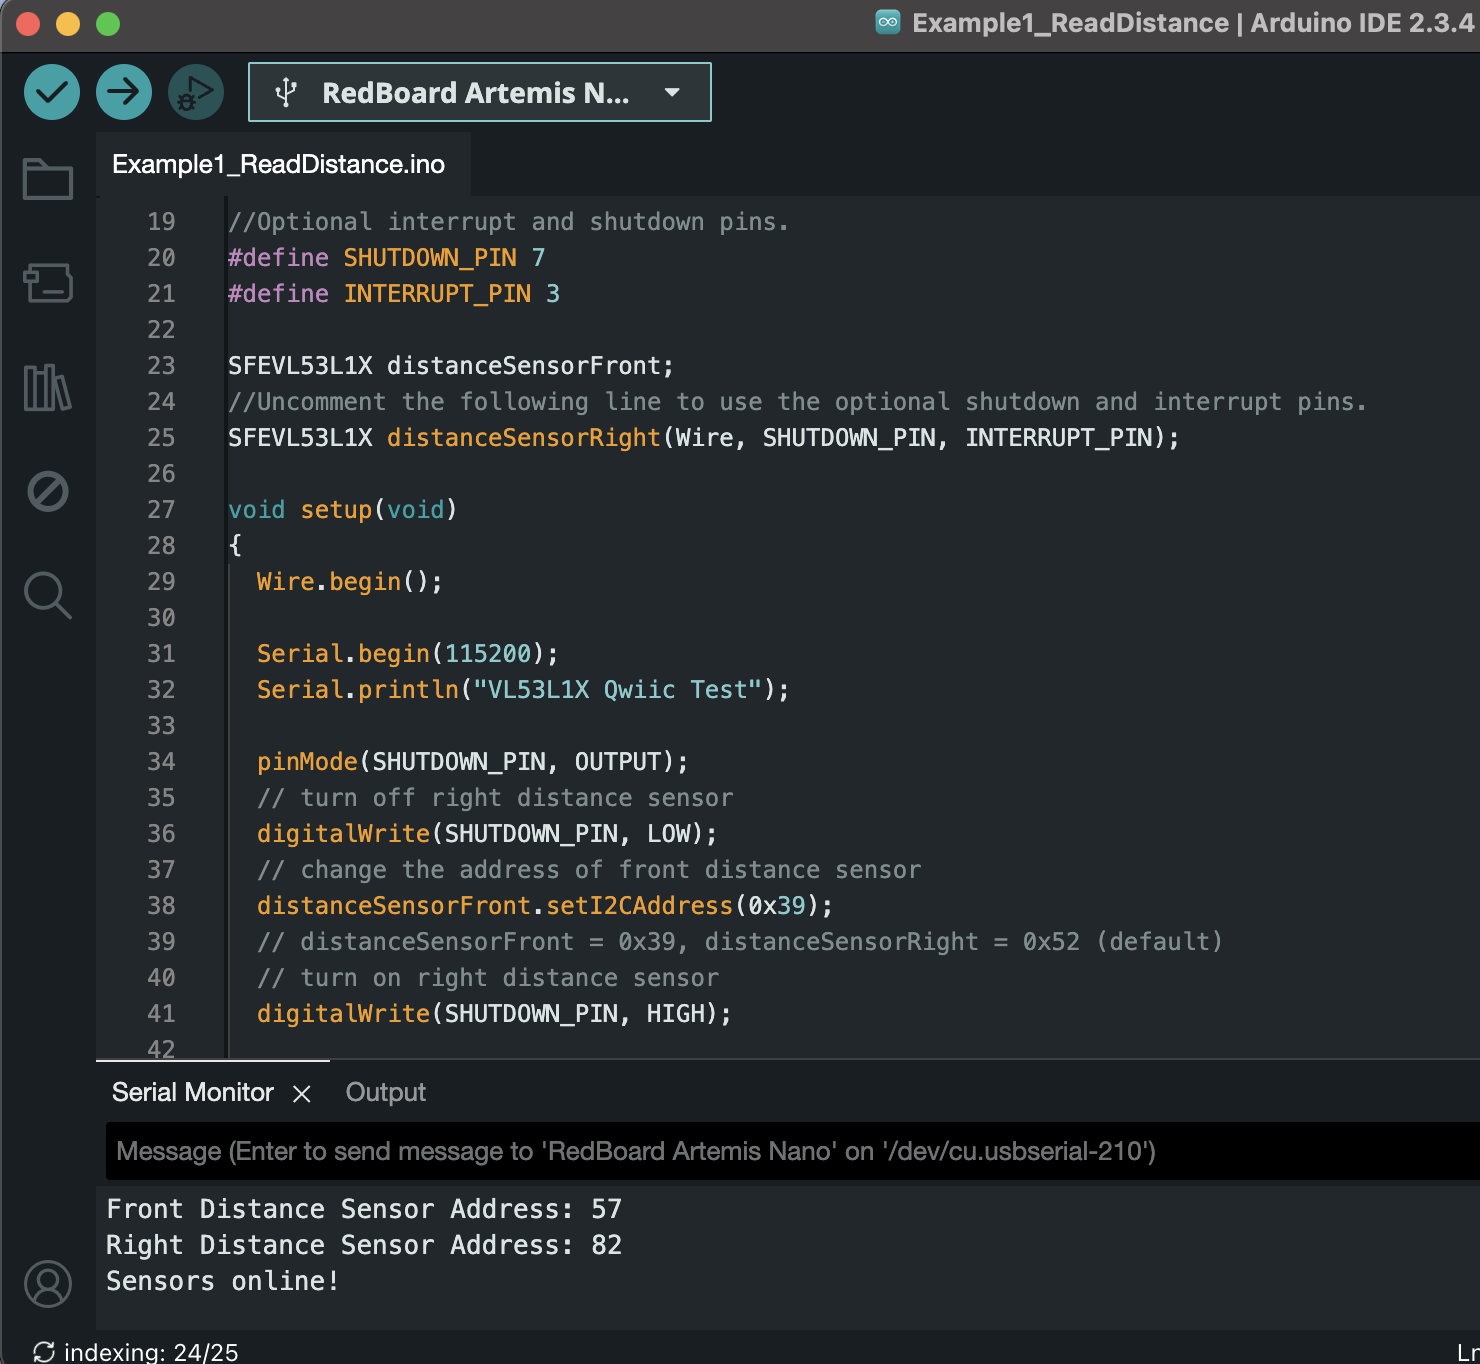 Example1_ReadDistance | Arduino IDE 2.3.4
RedBoard Artemis N...
Example1_ReadDistance.ino
19 //Optional interrupt and shutdown pins.
20 #define SHUTDOWN_PIN 7
21 #define INTERRUPT_PIN 3
22
23 SFEVL53L1X distanceSensorFront;
24 //Uncomment the following line to use the optional shutdown and interrupt pins.
25 SFEVL53L1X distanceSensorRight(Wire, SHUTDOWN_PIN, INTERRUPT_PIN);
26
27 void setup(void)
28 {
29 Wire.begin();
30
31 Serial.begin(115200);
32 Serial.println("VL53L1X Qwiic Test");
33
34 pinMode(SHUTDOWN_PIN, OUTPUT);
35 // turn off right distance sensor
36 digitalWrite(SHUTDOWN_PIN, LOW);
37 // change the address of front distance sensor
38 distanceSensorFront.setI2CAddress(0x39);
39 // distanceSensorFront = 0x39, distanceSensorRight = 0x52 (default)
40 // turn on right distance sensor
41 digitalWrite(SHUTDOWN_PIN, HIGH);
42
Serial Monitor Output
Message (Enter to send message to 'RedBoard Artemis Nano' on '/dev/cu.usbserial-210')
Front Distance Sensor Address: 57
Right Distance Sensor Address: 82
Sensors online!
indexing: 24/25 Ln